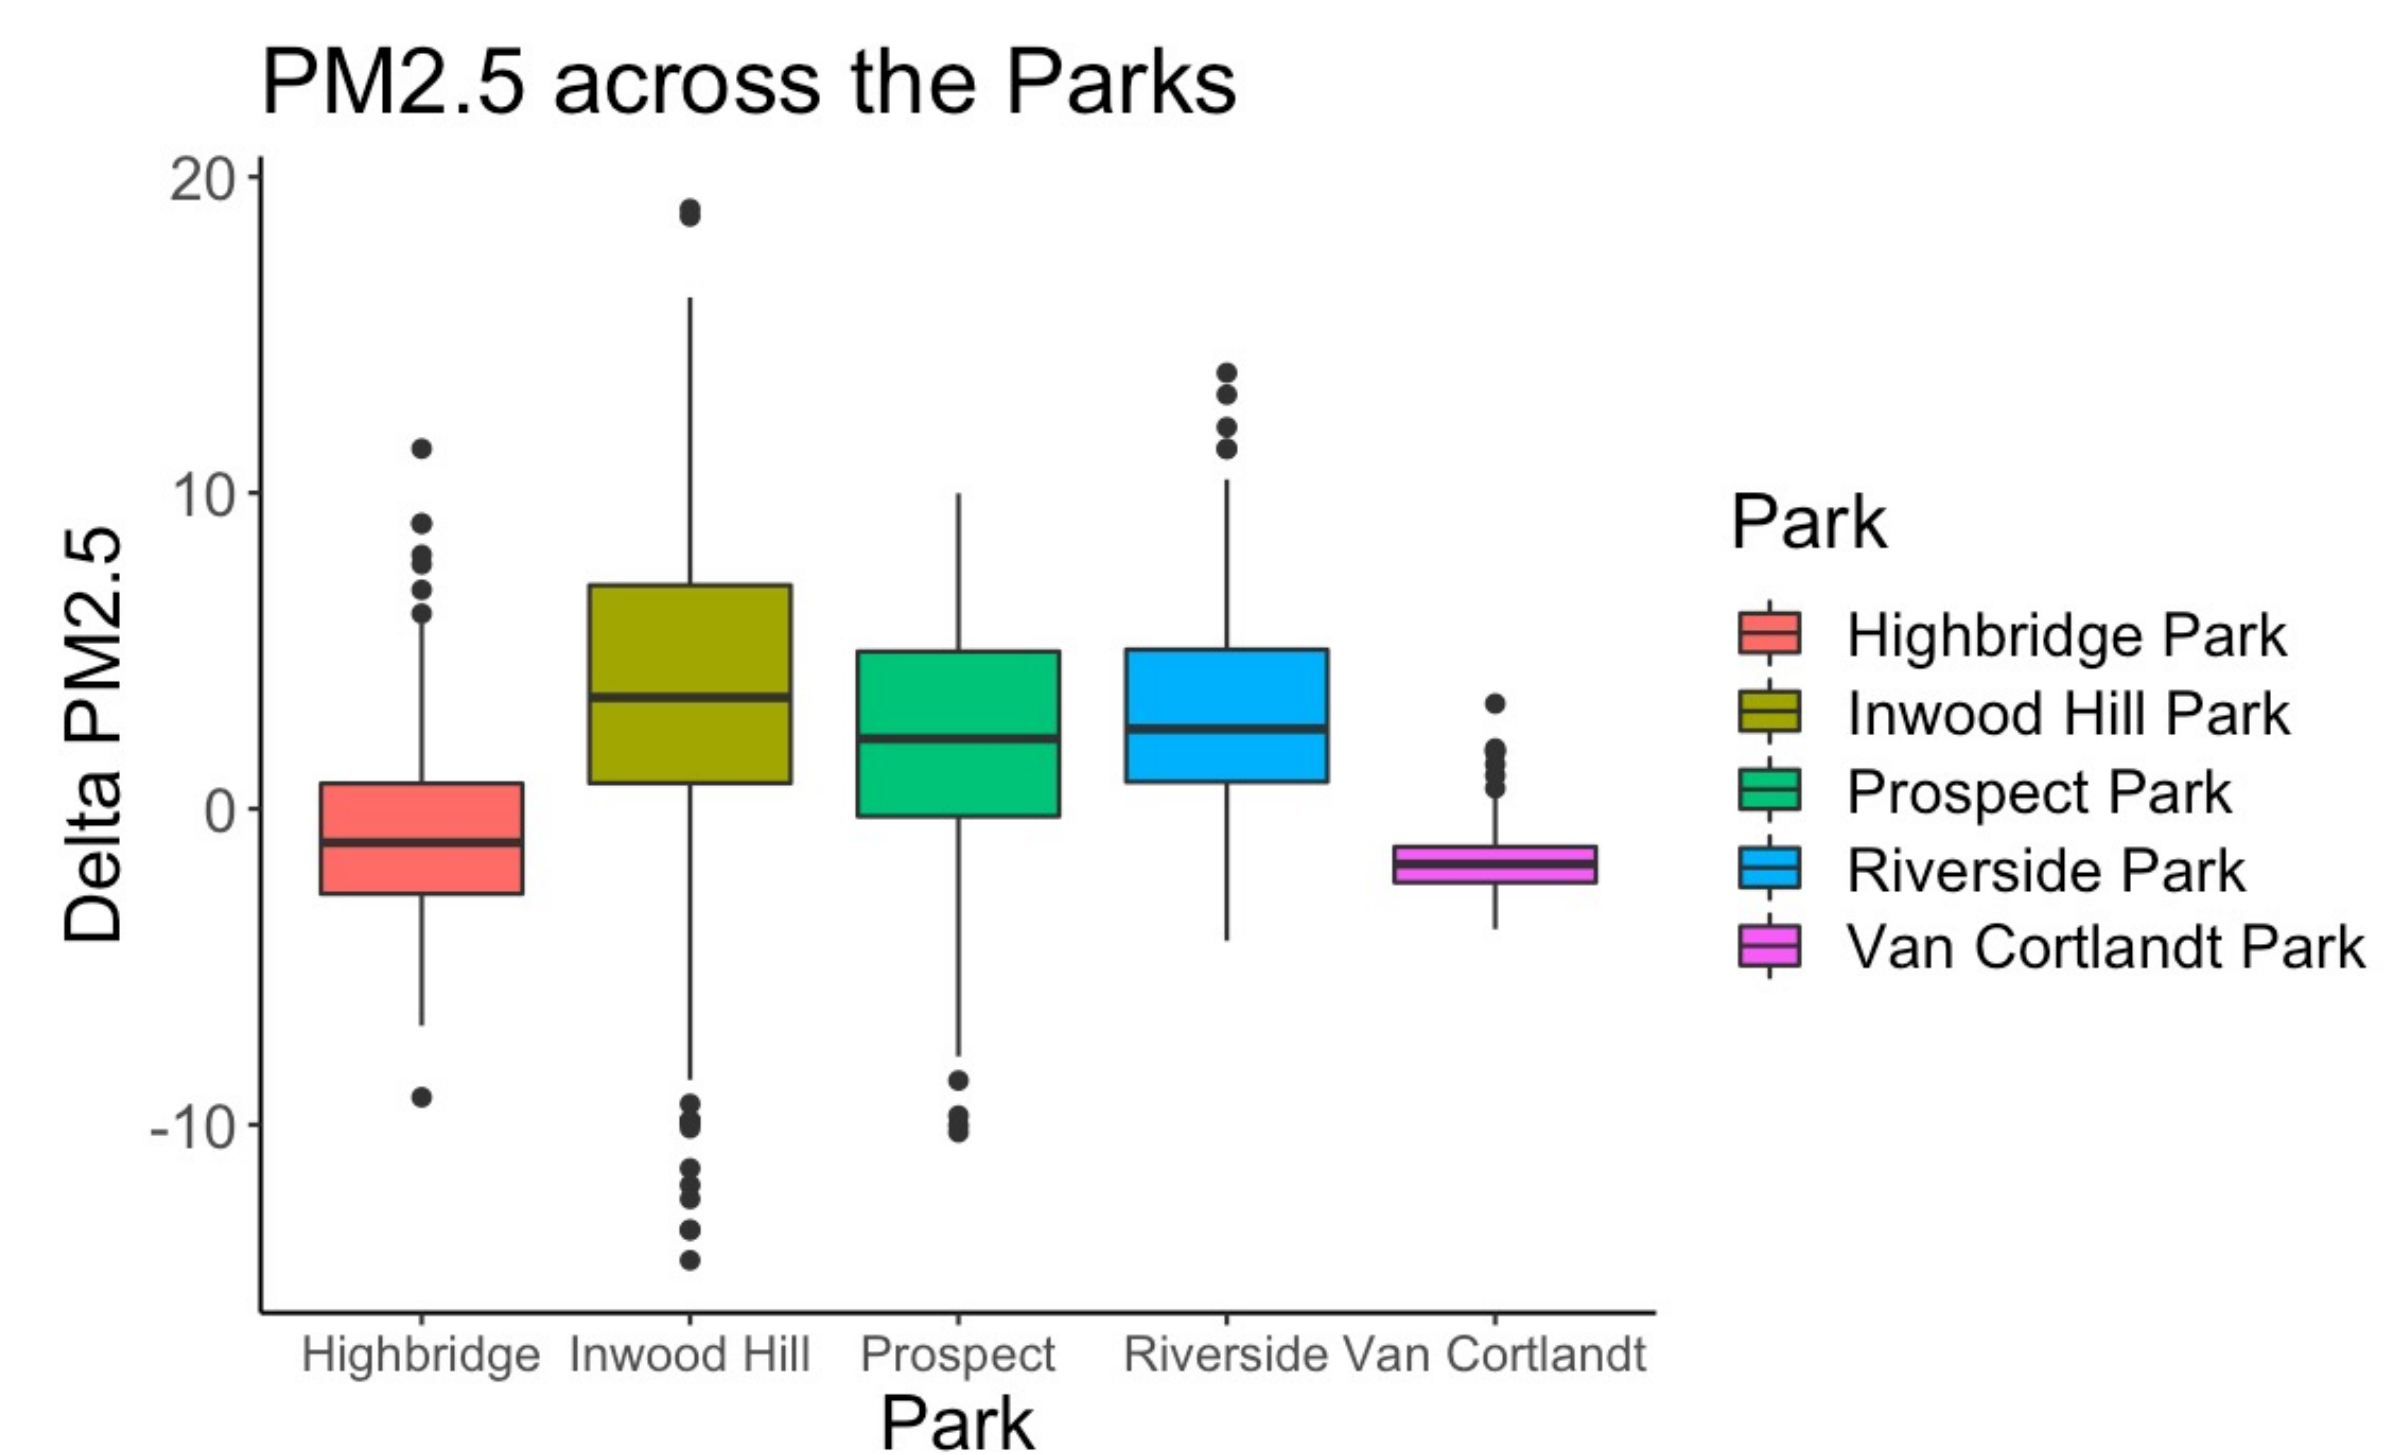 PM2.5 across the Parks
20
10
0
-10
Delta PM2.5
Highbridge
Inwood Hill
Prospect
Riverside
Van Cortlandt
Park
Park
Highbridge Park
Inwood Hill Park
Prospect Park
Riverside Park
Van Cortlandt Park